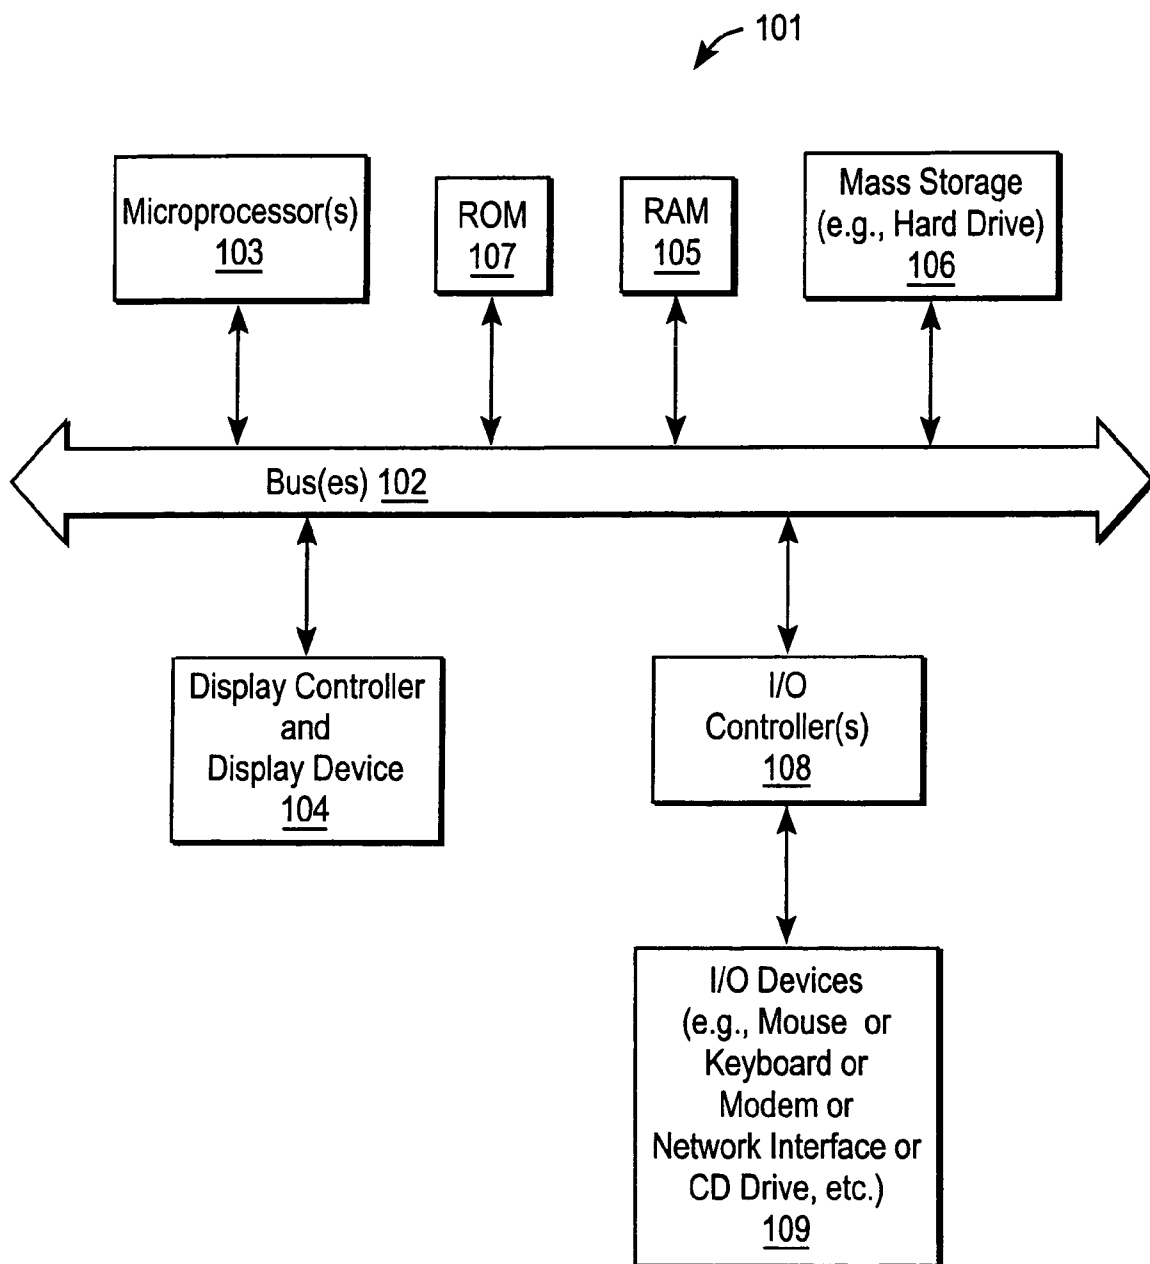 101
Microprocessor(s)
103
ROM
107
RAM
105
Mass Storage
(e.g., Hard Drive)
106
Bus(es) 102
Display Controller
and
Display Device
104
I/O
Controller(s)
108
I/O Devices
(e.g., Mouse or
Keyboard or
Modem or
Network Interface or
CD Drive, etc.)
109